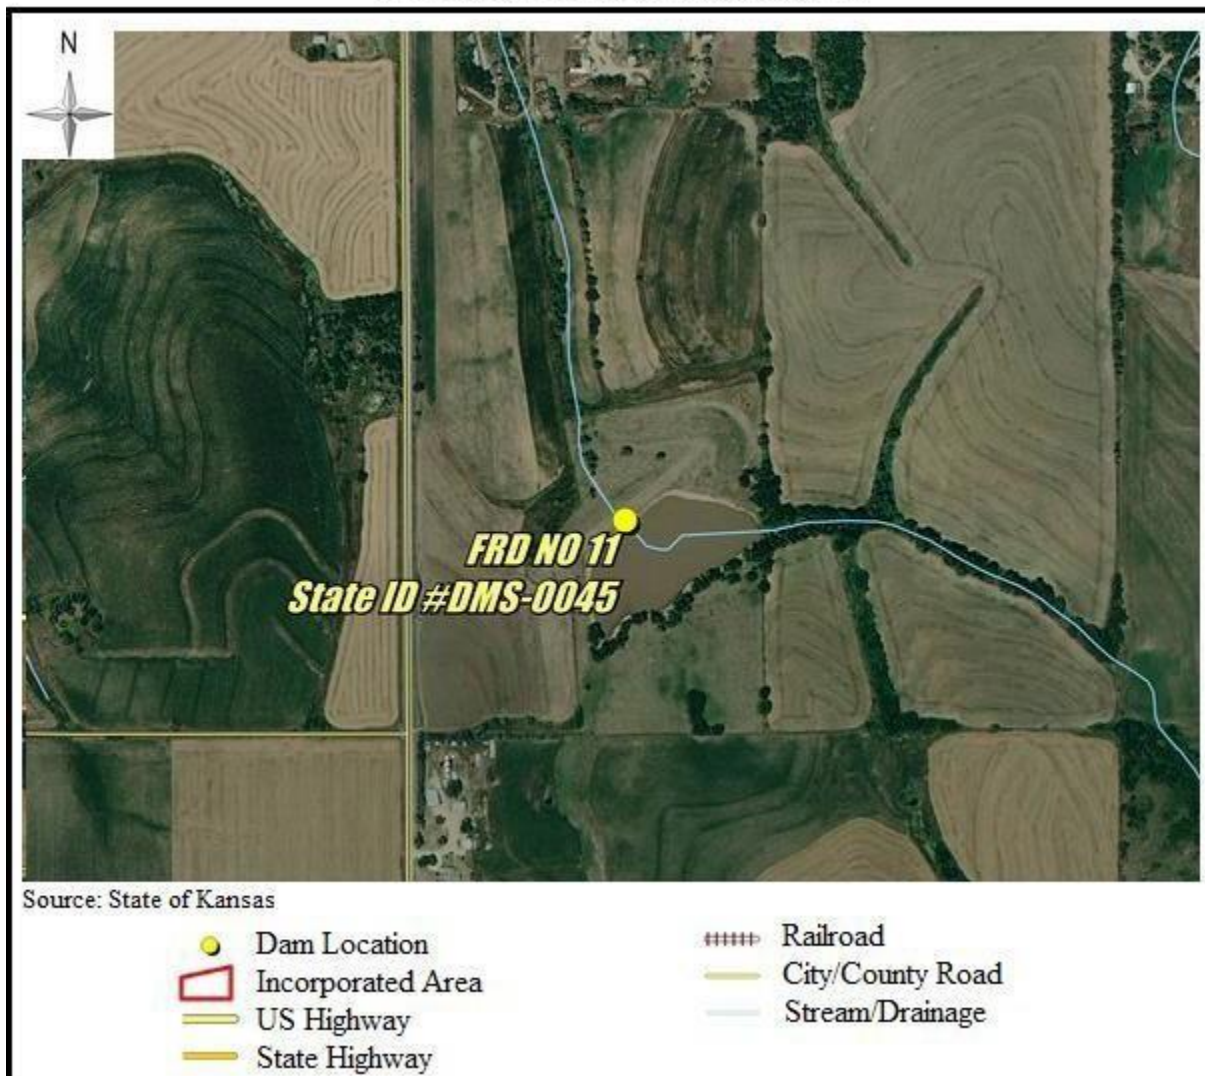 N
FRD NO 11
State ID #DMS-0045
Source: State of Kansas
Dam Location
Incorporated Area
US Highway
State Highway
Railroad
City/County Road
Stream/Drainage